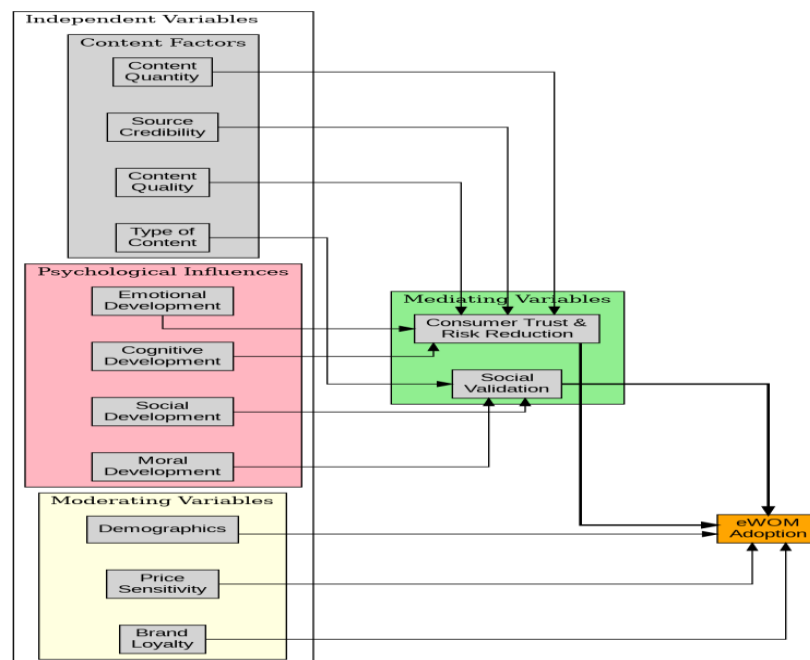 Independent Variables
Content Factors
Content
Quantity
Source
Credibility
Content
Quality
Type of
Content
Psychological Influences
Emotional
Development
Cognitive
Development
Social
Development
Moral
Development
Mediating Variables
Consumer Trust &
Risk Reduction
Social
Validation
Moderating Variables
Demographics
Price
Sensitivity
Brand
Loyalty
eWOM
Adoption